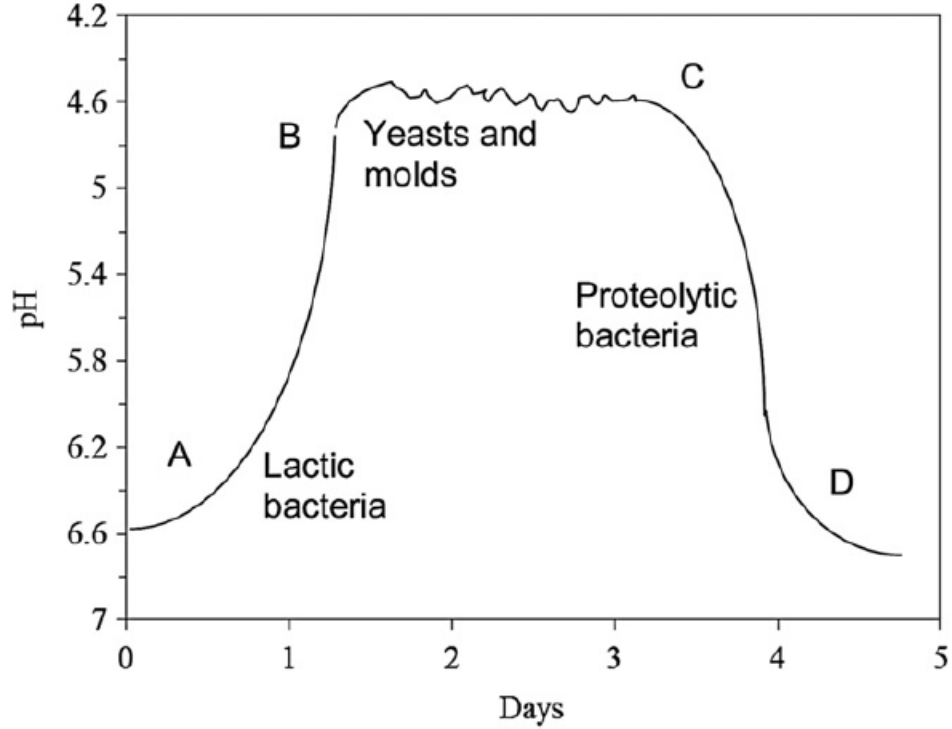 4.2
4.6
5
5.4
5.8
6.2
6.6
7
pH
A
B
C
D
Lactic
bacteria
Yeasts and
molds
Proteolytic
bacteria
0 1 2 3 4 5
Days